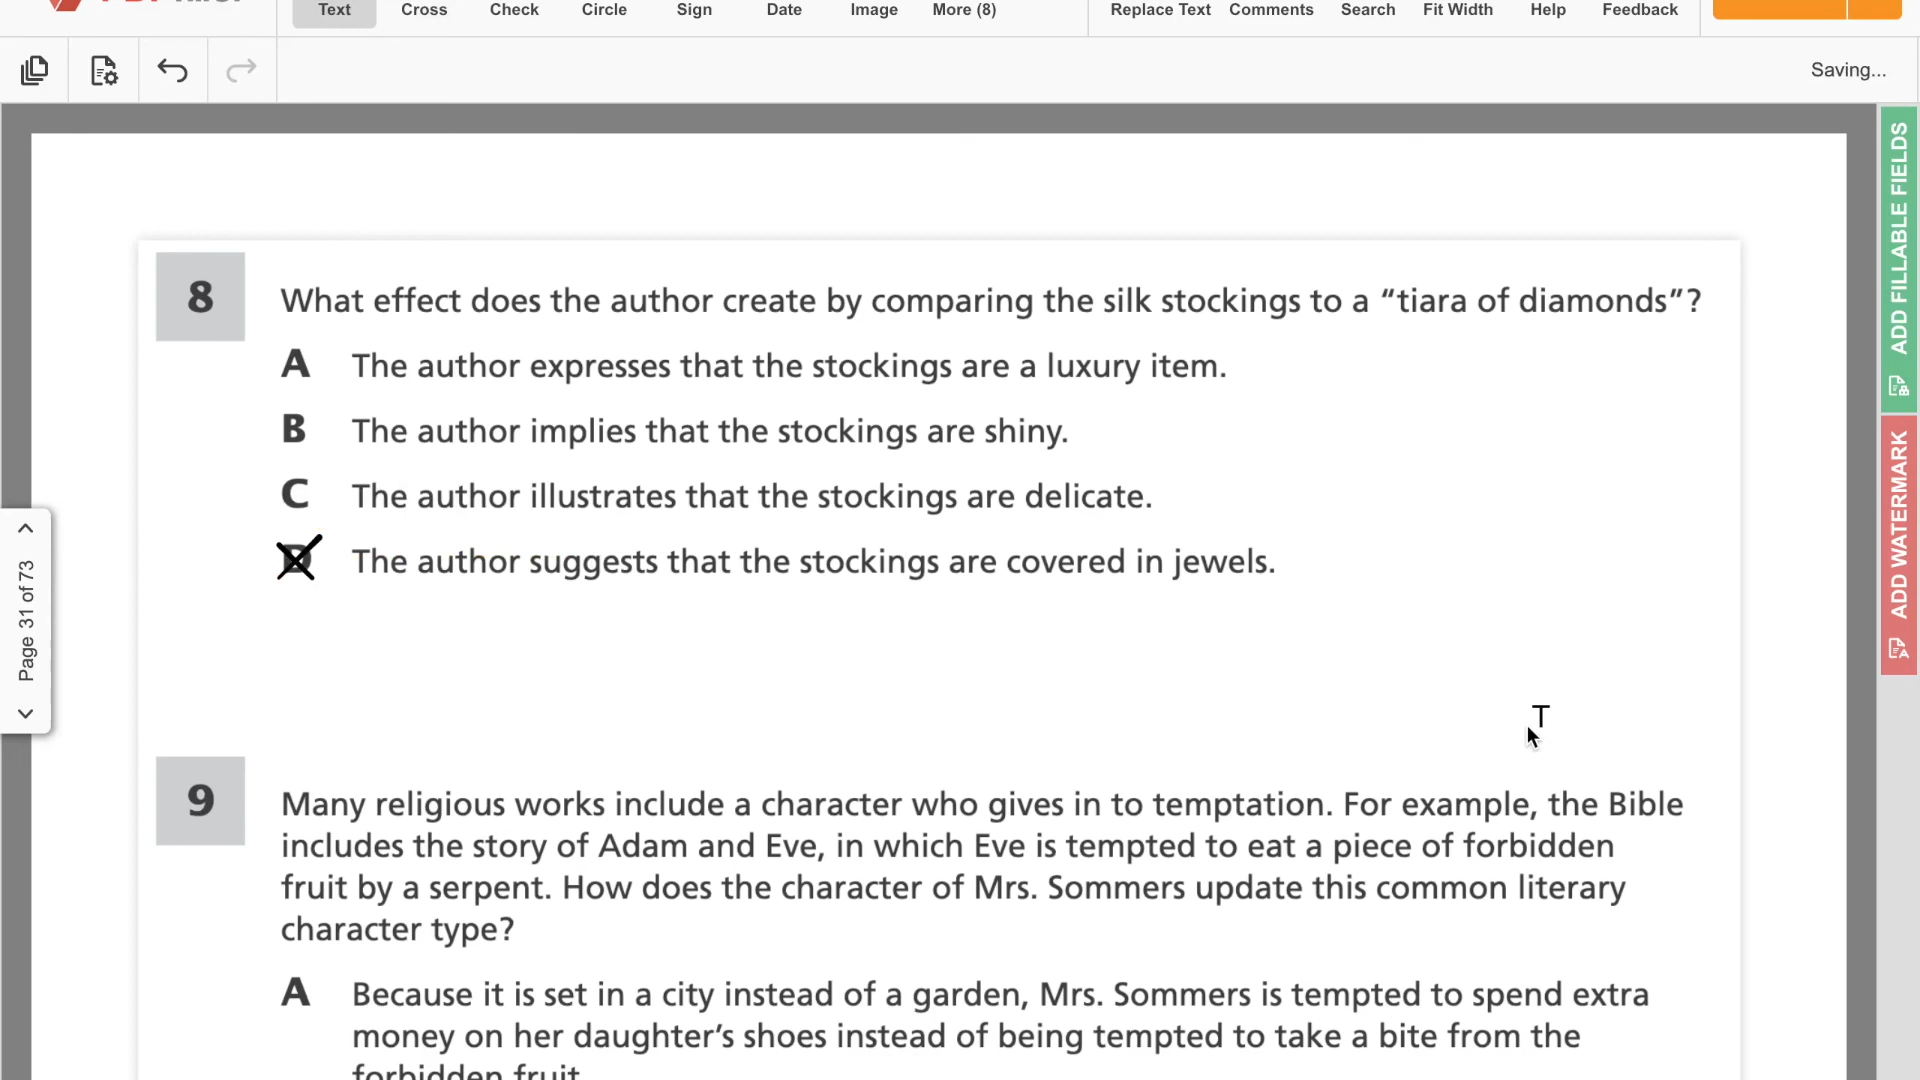 Text Cross Check Circle Sign Date Image More (8) Replace Text Comments Search Fit Width Help Feedback
Saving...
ADD FILLABLE FIELDS
ADD WATERMARK
Page 31 of 73
8 What effect does the author create by comparing the silk stockings to a “tiara of diamonds”?
A The author expresses that the stockings are a luxury item.
B The author implies that the stockings are shiny.
C The author illustrates that the stockings are delicate.
D The author suggests that the stockings are covered in jewels.
T
9 Many religious works include a character who gives in to temptation. For example, the Bible
includes the story of Adam and Eve, in which Eve is tempted to eat a piece of forbidden
fruit by a serpent. How does the character of Mrs. Sommers update this common literary
character type?
A Because it is set in a city instead of a garden, Mrs. Sommers is tempted to spend extra
money on her daughter’s shoes instead of being tempted to take a bite from the
forbidden fruit.